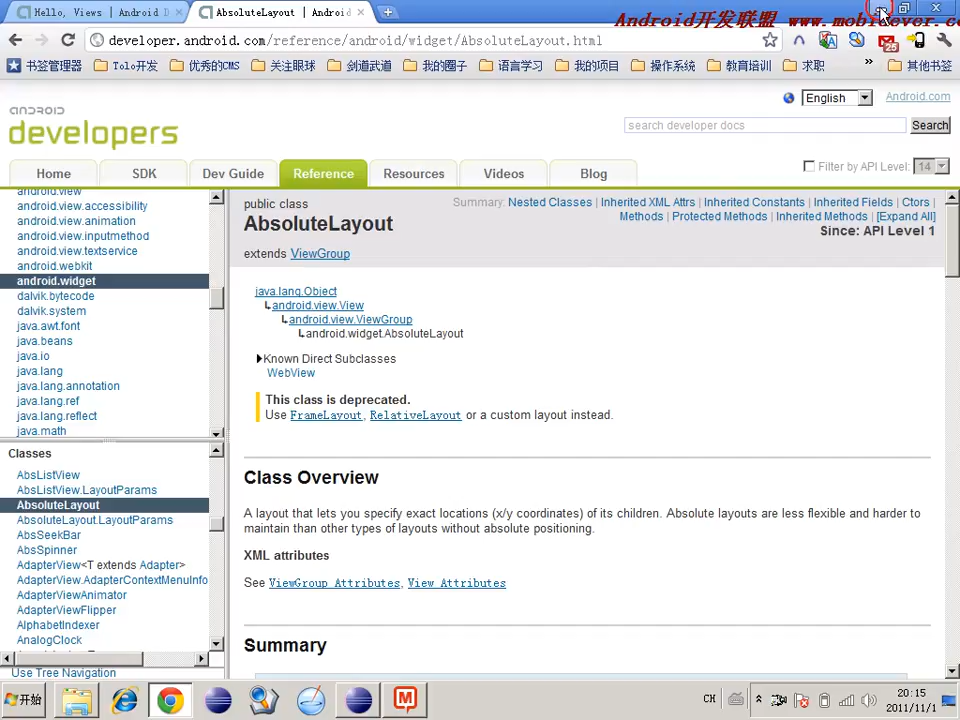 Hello, Views | Android D
AbsoluteLayout | Androi
Android开发联盟 www.mobi
ever.c
developer.android.com/reference/android/widget/AbsoluteLayout.html
25
书签管理器 Tolo开发 优秀的CMS 关注眼球 剑道武道 我的圈子 语言学习 我的项目 操作系统 教育培训 求职 » 其他书签
English Android.com
ANDROID
developers
search developer docs Search
Home SDK Dev Guide Reference Resources Videos Blog
Filter by API Level: 14
android.view
android.view.accessibility
android.view.animation
android.view.inputmethod
android.view.textservice
android.webkit
android.widget
dalvik.bytecode
dalvik.system
java.awt.font
java.beans
java.io
java.lang
java.lang.annotation
java.lang.ref
java.lang.reflect
java.math
Classes
AbsListView
AbsListView.LayoutParams
AbsoluteLayout
AbsoluteLayout.LayoutParams
AbsSeekBar
AbsSpinner
AdapterView<T extends Adapter>
AdapterView.AdapterContextMenuInfo
AdapterViewAnimator
AdapterViewFlipper
AlphabetIndexer
AnalogClock
Use Tree Navigation
public class
AbsoluteLayout
extends ViewGroup
Summary: Nested Classes | Inherited XML Attrs | Inherited Constants | Inherited Fields | Ctors |
Methods | Protected Methods | Inherited Methods | [Expand All]
Since: API Level 1
java.lang.Object
↳android.view.View
↳android.view.ViewGroup
↳android.widget.AbsoluteLayout
Known Direct Subclasses
WebView
This class is deprecated.
Use FrameLayout, RelativeLayout or a custom layout instead.
Class Overview
A layout that lets you specify exact locations (x/y coordinates) of its children. Absolute layouts are less flexible and harder to
maintain than other types of layouts without absolute positioning.
XML attributes
See ViewGroup Attributes, View Attributes
Summary
开始
CH
20:15
2011/11/1